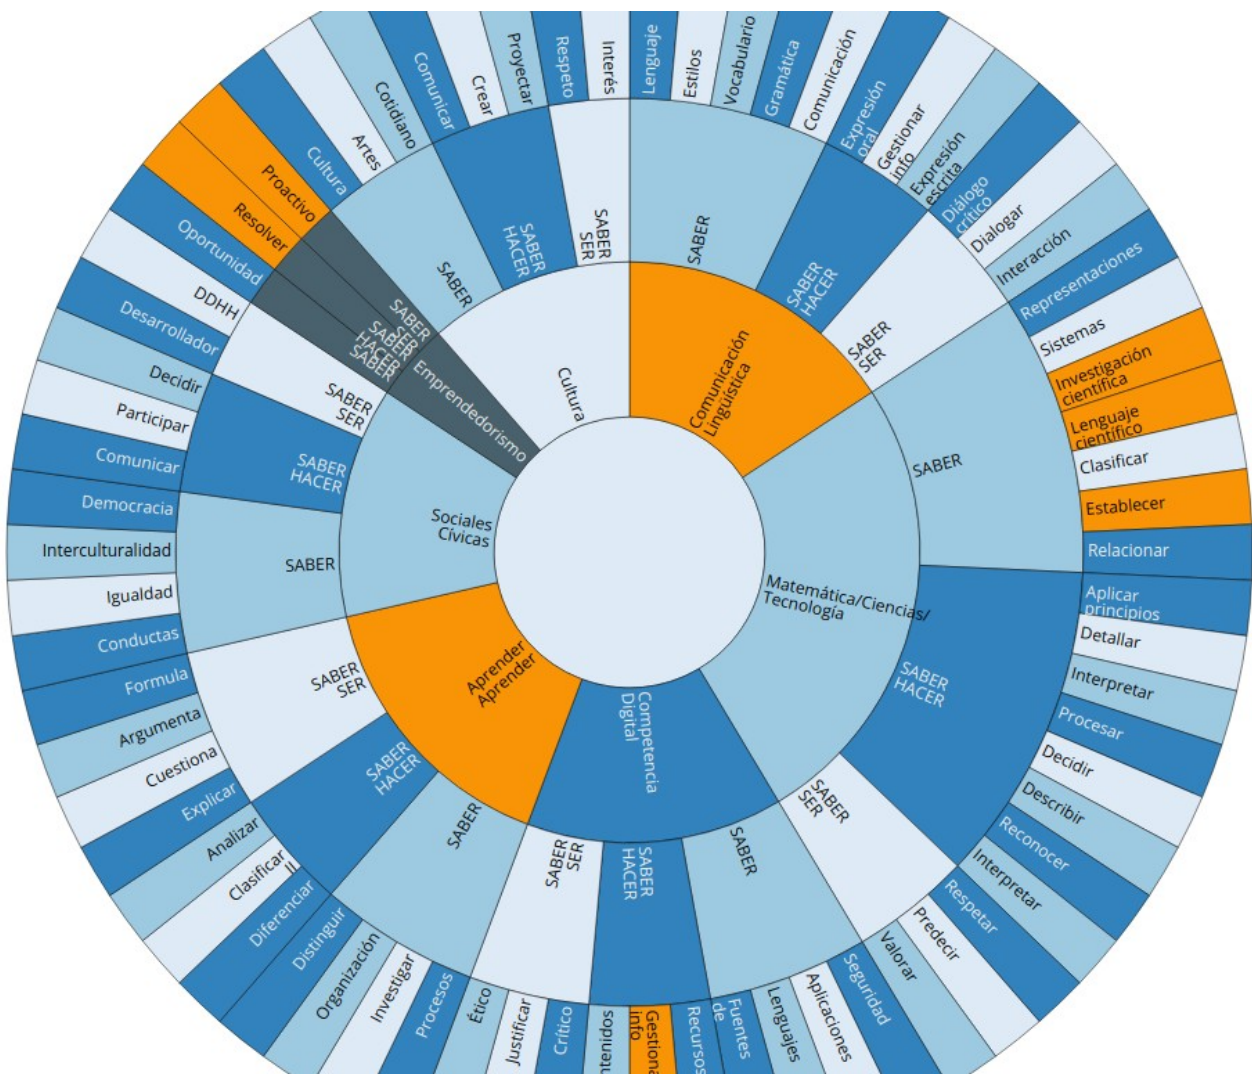 Comunicación
Lingüística
SABER
Lenguaje
Estilos
Vocabulario
Gramática
Comunicación
SABER
HACER
Expresión
oral
Gestionar
info
Expresión
escrita
Diálogo
crítico
SABER
SER
Dialogar
Interacción
Representaciones
Matemática/Ciencias/
Tecnología
SABER
Sistemas
Investigación
científica
Lenguaje
científico
Clasificar
Establecer
Relacionar
SABER
HACER
Aplicar
principios
Detallar
Interpretar
Procesar
Decidir
Describir
Reconocer
Interpretar
SABER
SER
Respetar
Predecir
Valorar
Competencia
Digital
SABER
Seguridad
Aplicaciones
Lenguajes
Fuentes
de
SABER
HACER
Recursos
Gestiona
info
ntenidos
SABER
SER
Crítico
Justificar
Ético
Aprender
Aprender
SABER
Procesos
Investigar
Organización
Distinguir
SABER
HACER
Diferenciar
Clasificar
II
Analizar
Explicar
SABER
SER
Cuestiona
Argumenta
Formula
Sociales
Cívicas
SABER
Conductas
Igualdad
Interculturalidad
Democracia
SABER
HACER
Comunicar
Participar
Decidir
SABER
SER
Desarrollador
DDHH
Emprendedorismo
SABER
Oportunidad
SABER
HACER
Resolver
SABER
SER
Proactivo
Cultura
SABER
Cultura
Artes
Cotidiano
SABER
HACER
Comunicar
Crear
Proyectar
SABER
SER
Respeto
Interés